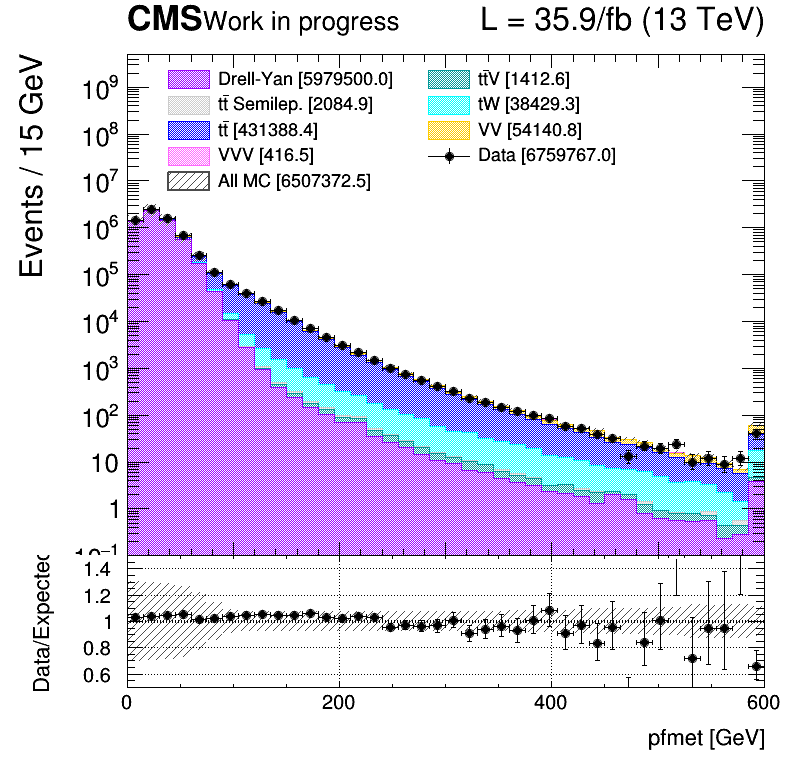 CMS Work in progress L = 35.9/fb (13 TeV)
Events / 15 GeV
Drell-Yan [5979500.0]
tt̄ Semilep. [2084.9]
tt̄ [431388.4]
VVV [416.5]
All MC [6507372.5]
tt̄V [1412.6]
tW [38429.3]
VV [54140.8]
Data [6759767.0]
10⁹
10⁸
10⁷
10⁶
10⁵
10⁴
10³
10²
10
1
10⁻¹
Data/Expected
1.4
1.2
1
0.8
0.6
0 200 400 600
pfmet [GeV]